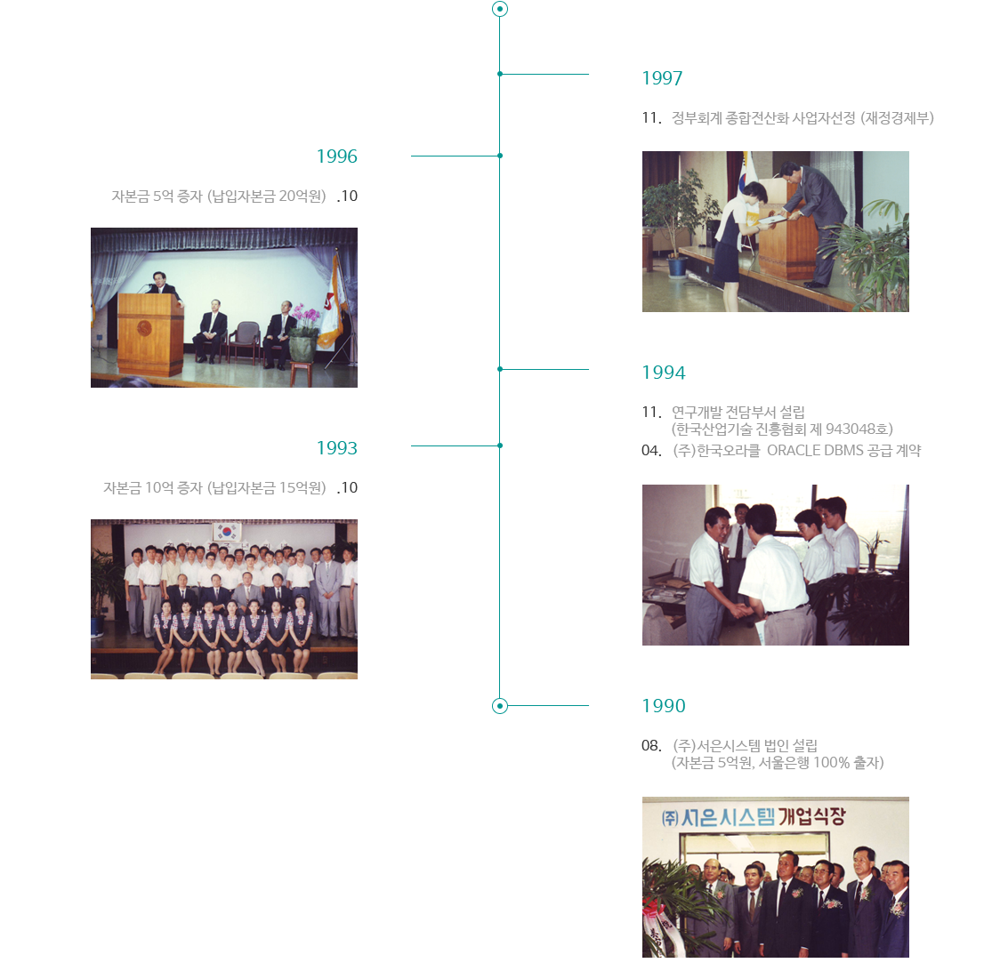 1997
11. 정부회계 종합전산화 사업자선정 (재정경제부)
1996
자본금 5억 증자 (납입자본금 20억원) .10
1994
11. 연구개발 전담부서 설립
(한국산업기술 진흥협회 제 943048호)
04. (주)한국오라클 ORACLE DBMS 공급 계약
1993
자본금 10억 증자 (납입자본금 15억원) .10
1990
08. (주)서은시스템 법인 설립
(자본금 5억원, 서울은행 100% 출자)
(주)서은시스템 개업식장